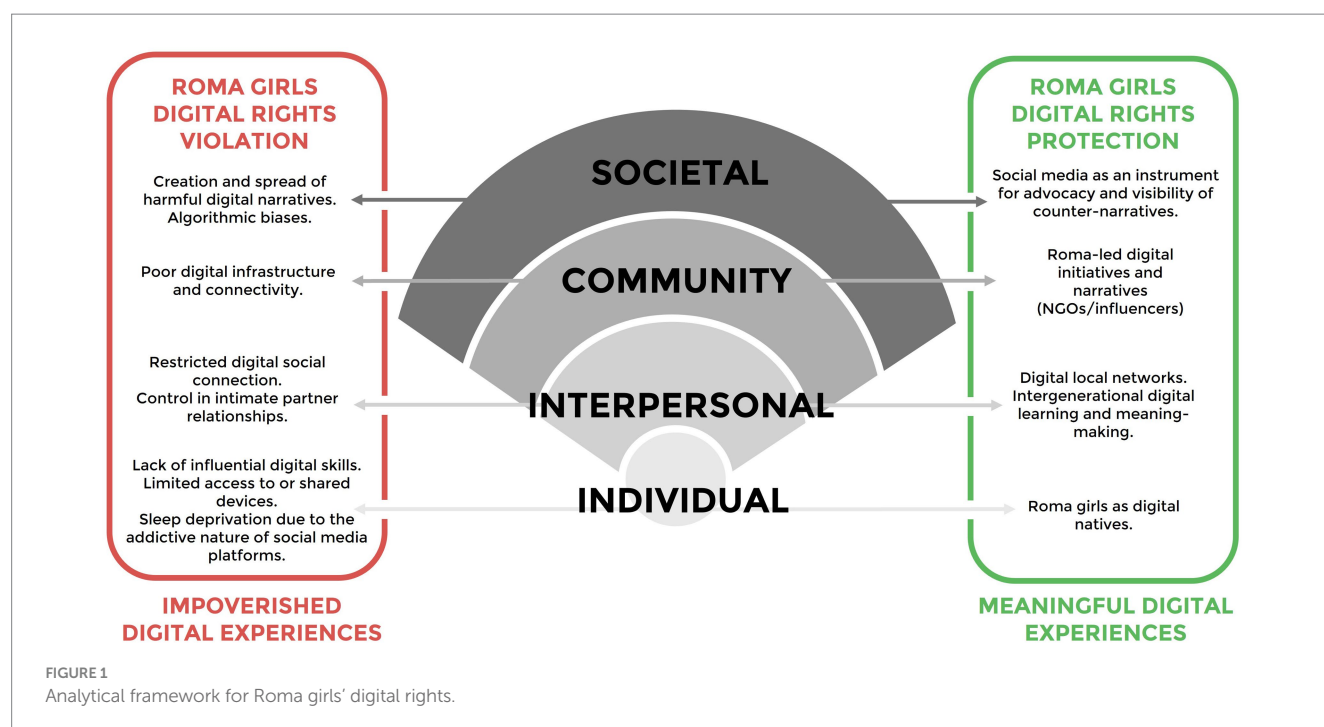 ROMA GIRLS
DIGITAL RIGHTS
VIOLATION
Creation and spread of
harmful digital narratives.
Algorithmic biases.
Poor digital infrastructure
and connectivity.
Restricted digital social
connection.
Control in intimate partner
relationships.
Lack of influential digital skills.
Limited access to or shared
devices.
Sleep deprivation due to the
addictive nature of social media
platforms.
IMPOVERISHED
DIGITAL EXPERIENCES
SOCIETAL
COMMUNITY
INTERPERSONAL
INDIVIDUAL
ROMA GIRLS
DIGITAL RIGHTS
PROTECTION
Social media as an instrument
for advocacy and visibility of
counter-narratives.
Roma-led digital
initiatives and
narratives
(NGOs/influencers)
Digital local networks.
Intergenerational digital
learning and meaning-
making.
Roma girls as digital
natives.
MEANINGFUL DIGITAL
EXPERIENCES
FIGURE 1
Analytical framework for Roma girls' digital rights.